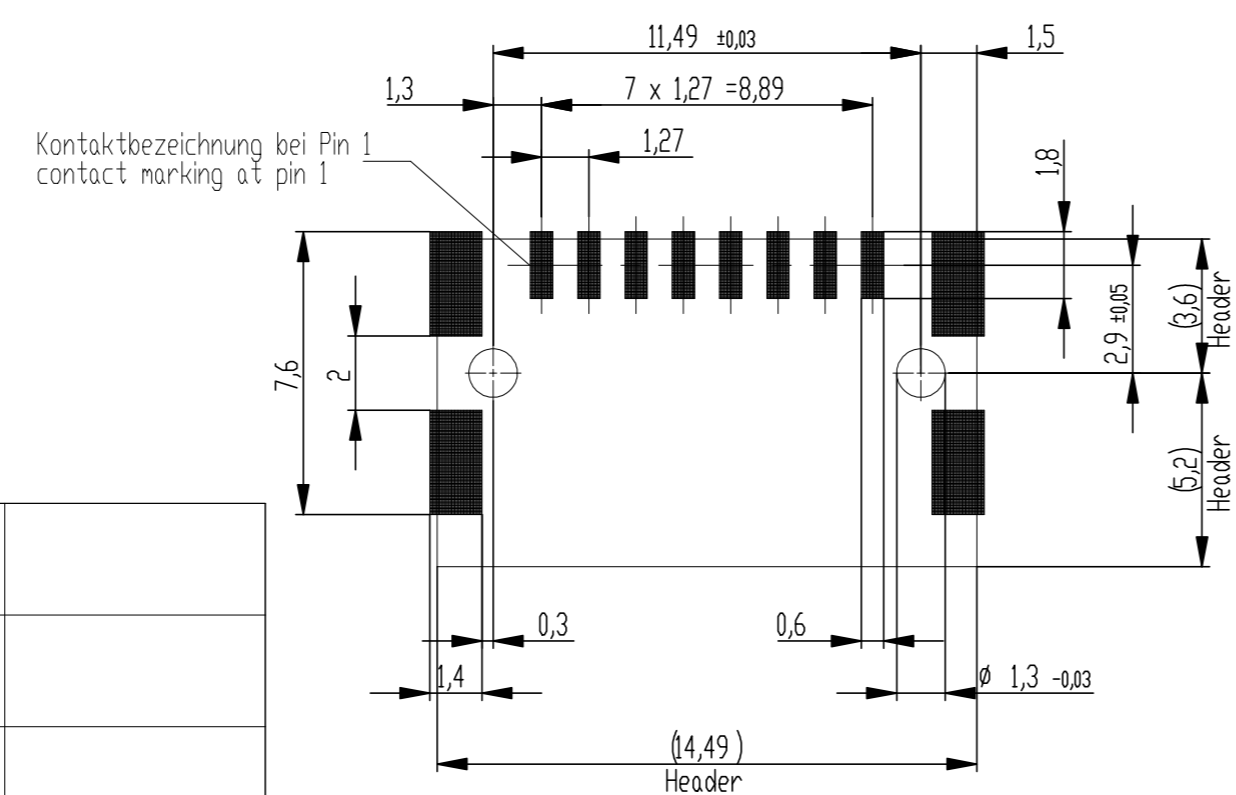 11,49 ±0,03
1,5
1,3
7 x 1,27 =8,89
Kontaktbezeichnung bei Pin 1
contact marking at pin 1
1,27
1,8
7,6
2
2,9 ±0,05
(3,6)
Header
(5,2)
Header
0,3
0,6
1,4
ø 1,3 -0,03
(14,49 )
Header